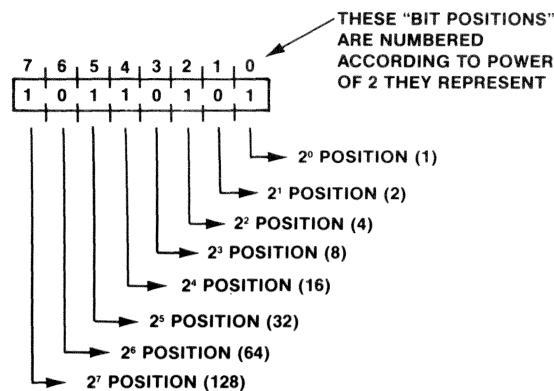 THESE “BIT POSITIONS”
ARE NUMBERED
ACCORDING TO POWER
OF 2 THEY REPRESENT
7 6 5 4 3 2 1 0
1 0 1 1 0 1 0 1
2⁰ POSITION (1)
2¹ POSITION (2)
2² POSITION (4)
2³ POSITION (8)
2⁴ POSITION (16)
2⁵ POSITION (32)
2⁶ POSITION (64)
2⁷ POSITION (128)